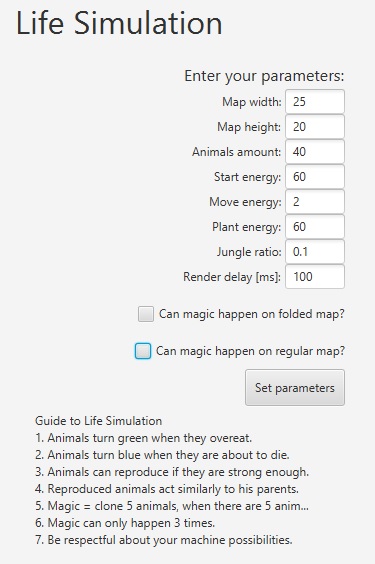 Life Simulation
Enter your parameters:
Map width: 25
Map height: 20
Animals amount: 40
Start energy: 60
Move energy: 2
Plant energy: 60
Jungle ratio: 0.1
Render delay [ms]: 100
Can magic happen on folded map?
Can magic happen on regular map?
Set parameters
Guide to Life Simulation
1. Animals turn green when they overeat.
2. Animals turn blue when they are about to die.
3. Animals can reproduce if they are strong enough.
4. Reproduced animals act similarly to his parents.
5. Magic = clone 5 animals, when there are 5 anim...
6. Magic can only happen 3 times.
7. Be respectful about your machine possibilities.